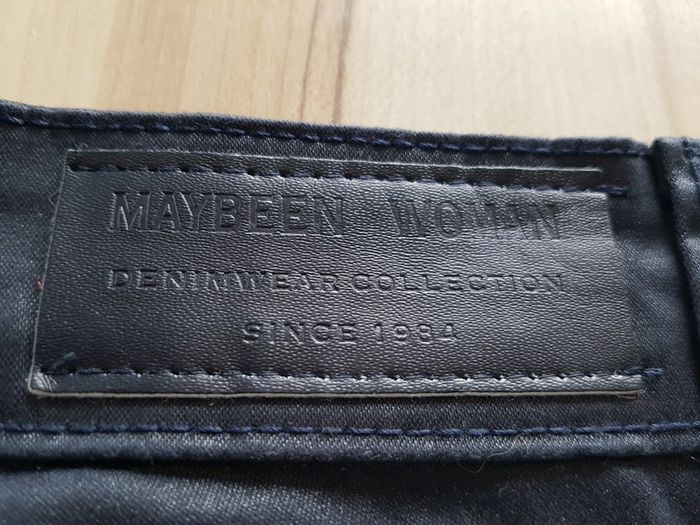 MAYBEEN WOMAN
DENIMWEAR COLLECTION
SINCE 1984